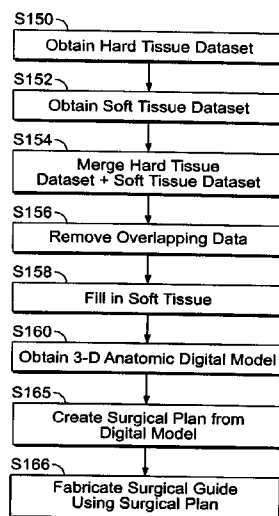 S150
Obtain Hard Tissue Dataset
S152
Obtain Soft Tissue Dataset
S154
Merge Hard Tissue
Dataset + Soft Tissue Dataset
S156
Remove Overlapping Data
S158
Fill in Soft Tissue
S160
Obtain 3-D Anatomic Digital Model
S165
Create Surgical Plan from
Digital Model
S166
Fabricate Surgical Guide
Using Surgical Plan